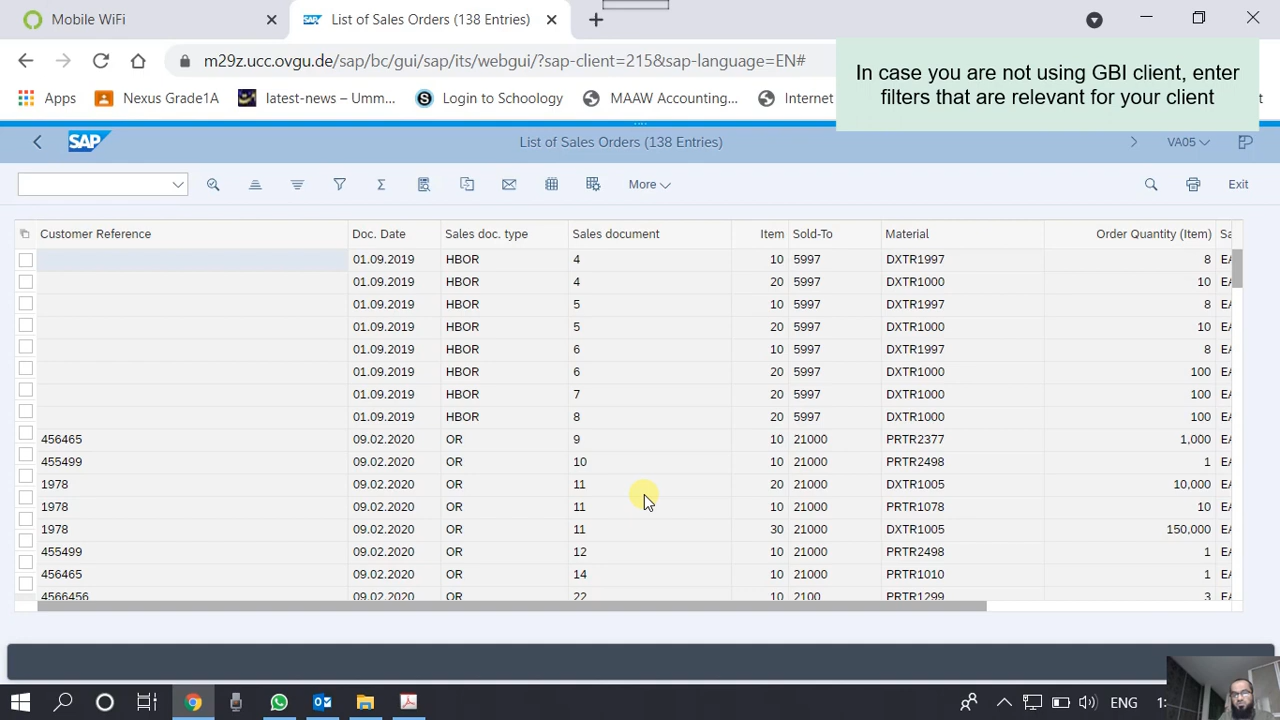 Mobile WiFi
List of Sales Orders (138 Entries)
m29z.ucc.ovgu.de/sap/bc/gui/sap/its/webgui/?sap-client=215&sap-language=EN#
In case you are not using GBI client, enter
filters that are relevant for your client
Apps Nexus Grade1A latest-news – Umm... Login to Schoology MAAW Accounting... Internet
SAP List of Sales Orders (138 Entries) VA05
More Exit
Customer Reference Doc. Date Sales doc. type Sales document Item Sold-To Material Order Quantity (Item)
01.09.2019 HBOR 4 10 5997 DXTR1997 8
01.09.2019 HBOR 4 20 5997 DXTR1000 10
01.09.2019 HBOR 5 10 5997 DXTR1997 8
01.09.2019 HBOR 5 20 5997 DXTR1000 10
01.09.2019 HBOR 6 10 5997 DXTR1997 8
01.09.2019 HBOR 6 20 5997 DXTR1000 100
01.09.2019 HBOR 7 20 5997 DXTR1000 100
01.09.2019 HBOR 8 20 5997 DXTR1000 100
456465 09.02.2020 OR 9 10 21000 PRTR2377 1,000
455499 09.02.2020 OR 10 10 21000 PRTR2498 1
1978 09.02.2020 OR 11 20 21000 DXTR1005 10,000
1978 09.02.2020 OR 11 10 21000 PRTR1078 10
1978 09.02.2020 OR 11 30 21000 DXTR1005 150,000
455499 09.02.2020 OR 12 10 21000 PRTR2498 1
456465 09.02.2020 OR 14 10 21000 PRTR1010 1
4566456 09.02.2020 OR 22 10 2100 PRTR1299 3
ENG